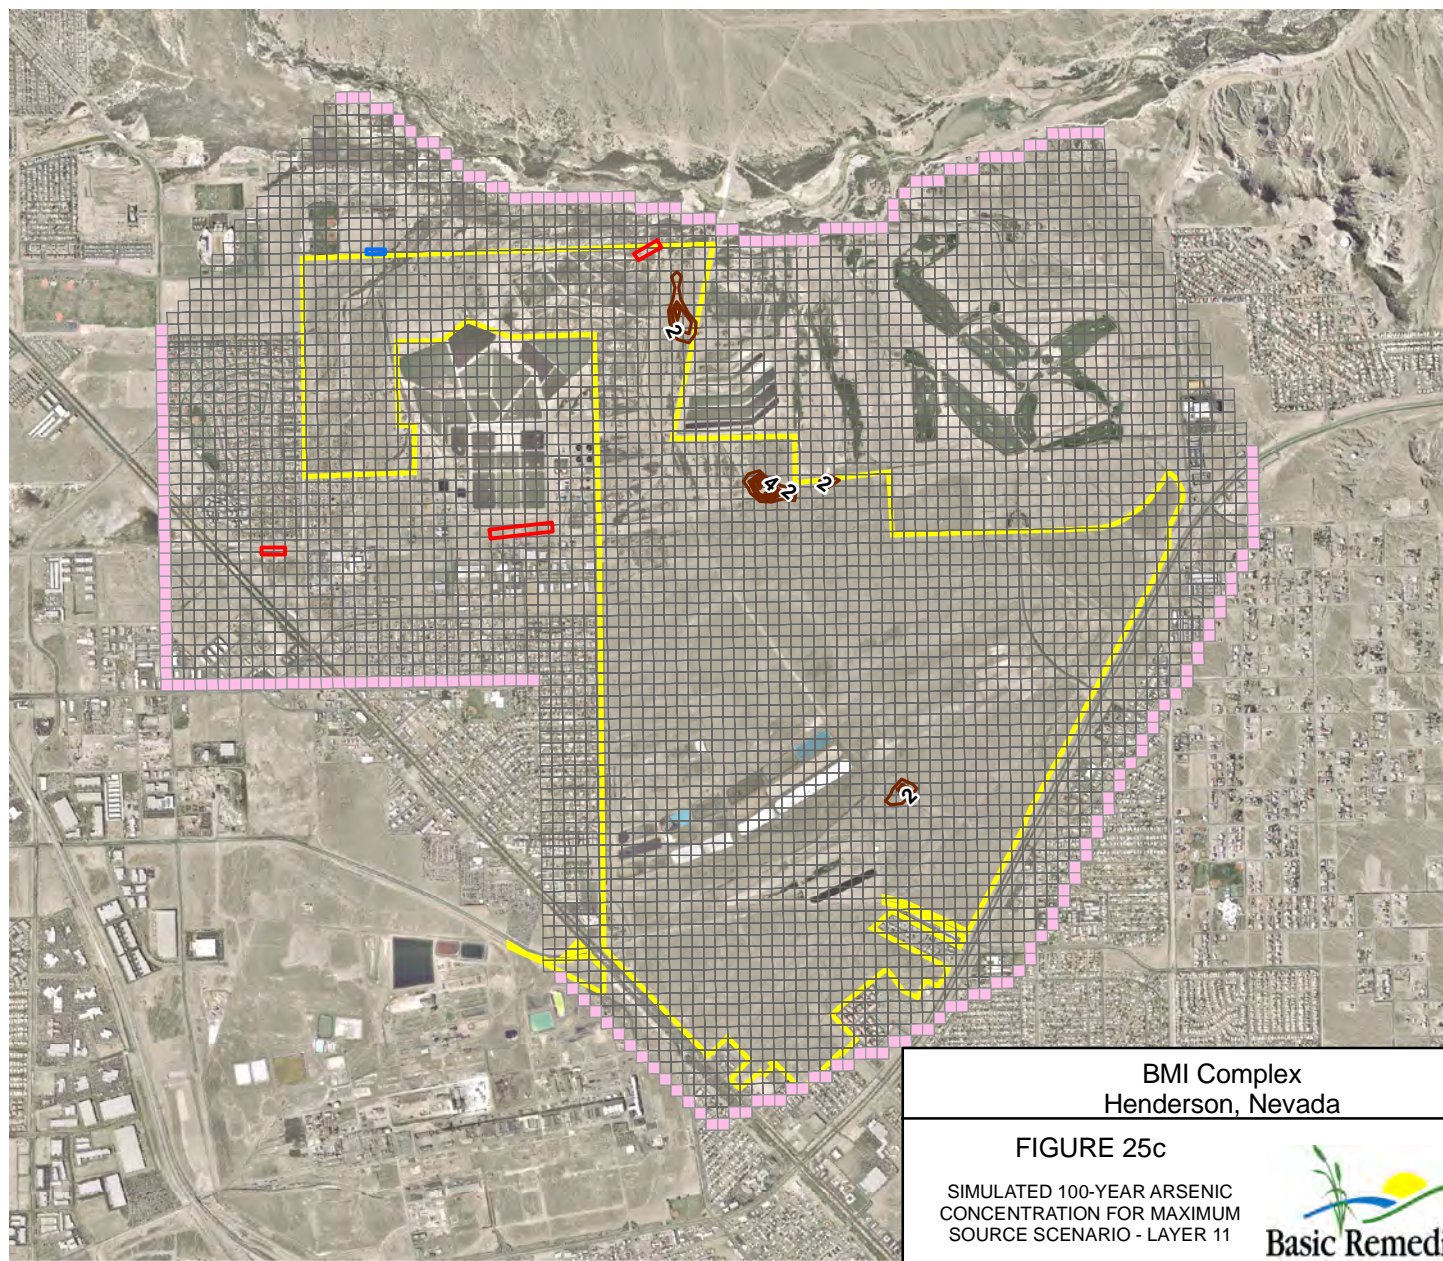 2
4
2
2
2
BMI Complex
Henderson, Nevada
FIGURE 25c
SIMULATED 100-YEAR ARSENIC
CONCENTRATION FOR MAXIMUM
SOURCE SCENARIO - LAYER 11
Basic Remedi